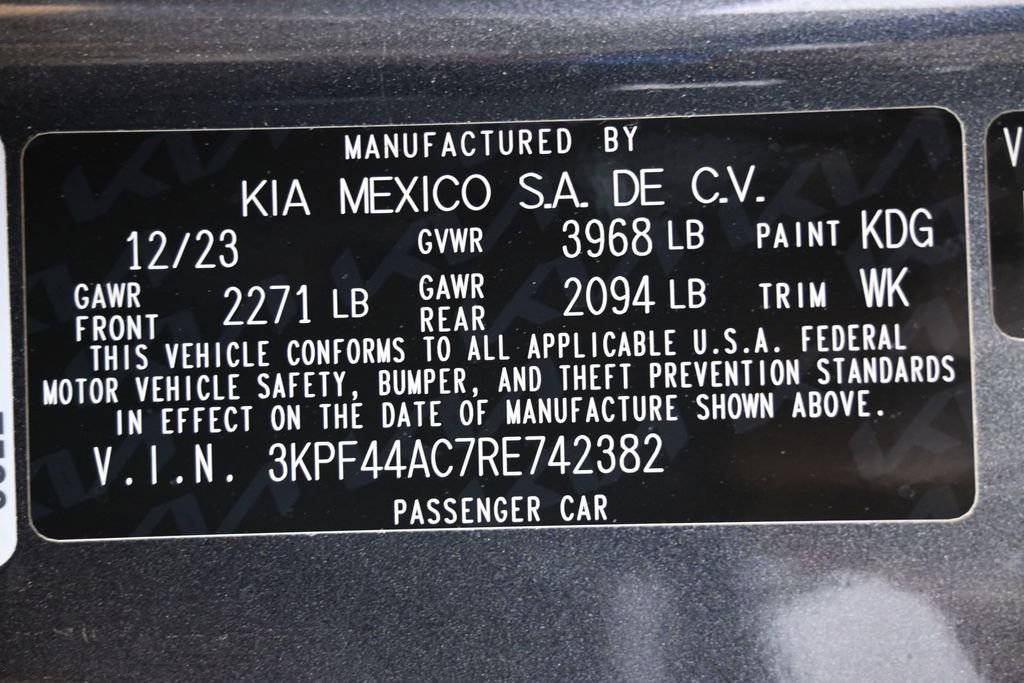 MANUFACTURED BY
KIA MEXICO S.A. DE C.V.
12/23 GVWR 3968 LB PAINT KDG
GAWR FRONT 2271 LB GAWR REAR 2094 LB TRIM WK
THIS VEHICLE CONFORMS TO ALL APPLICABLE U.S.A. FEDERAL
MOTOR VEHICLE SAFETY, BUMPER, AND THEFT PREVENTION STANDARDS
IN EFFECT ON THE DATE OF MANUFACTURE SHOWN ABOVE.
V.I.N. 3KPF44AC7RE742382
PASSENGER CAR